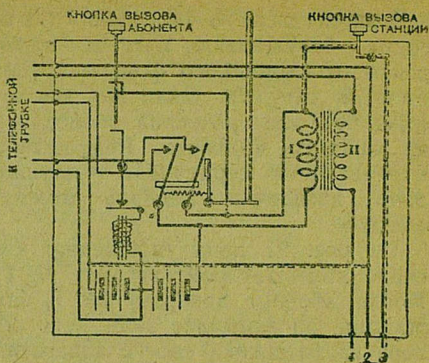 КНОПКА ВЫЗОВА
АБОНЕНТА
КНОПКА ВЫЗОВА
СТАНЦИИ
К ТЕЛЕФОННОЙ
ТРУБКЕ
I II
1 2 3